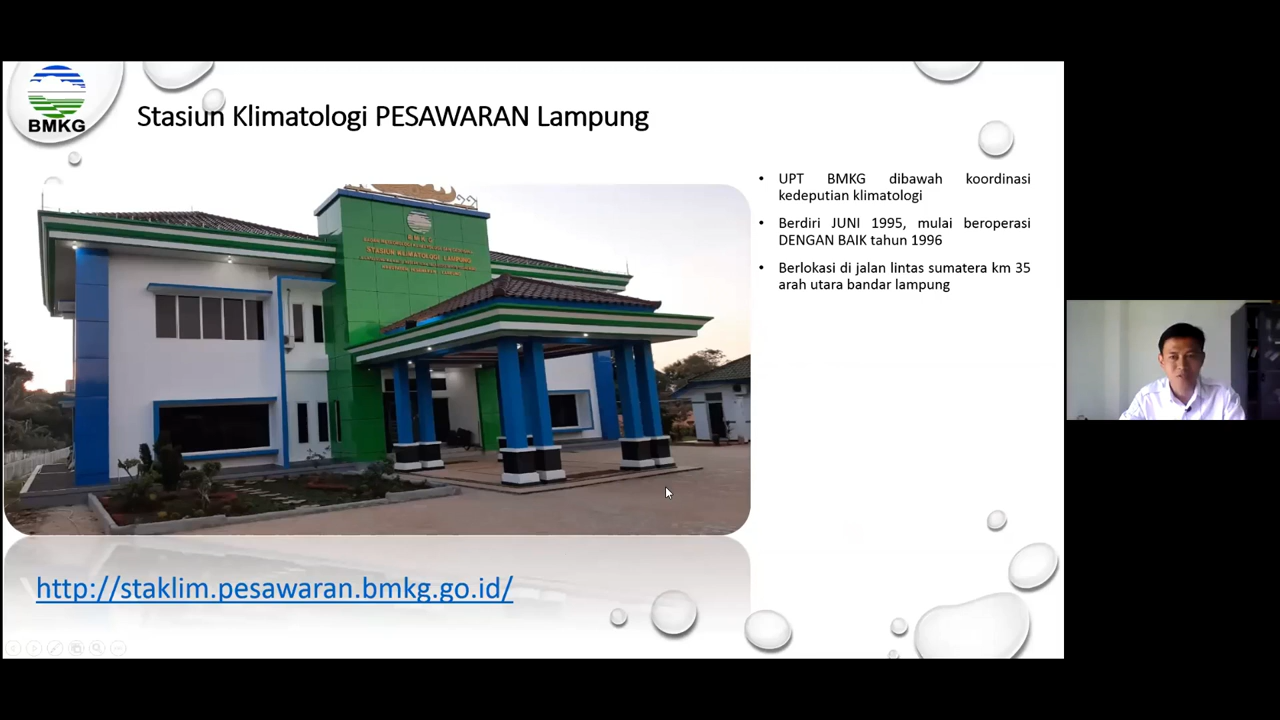 BMKG
Stasiun Klimatologi PESAWARAN Lampung
• UPT BMKG dibawah koordinasi
kedeputian klimatologi
• Berdiri JUNI 1995, mulai beroperasi
DENGAN BAIK tahun 1996
• Berlokasi di jalan lintas sumatera km 35
arah utara bandar lampung
BMKG
STASIUN KLIMATOLOGI LAMPUNG
http://staklim.pesawaran.bmkg.go.id/